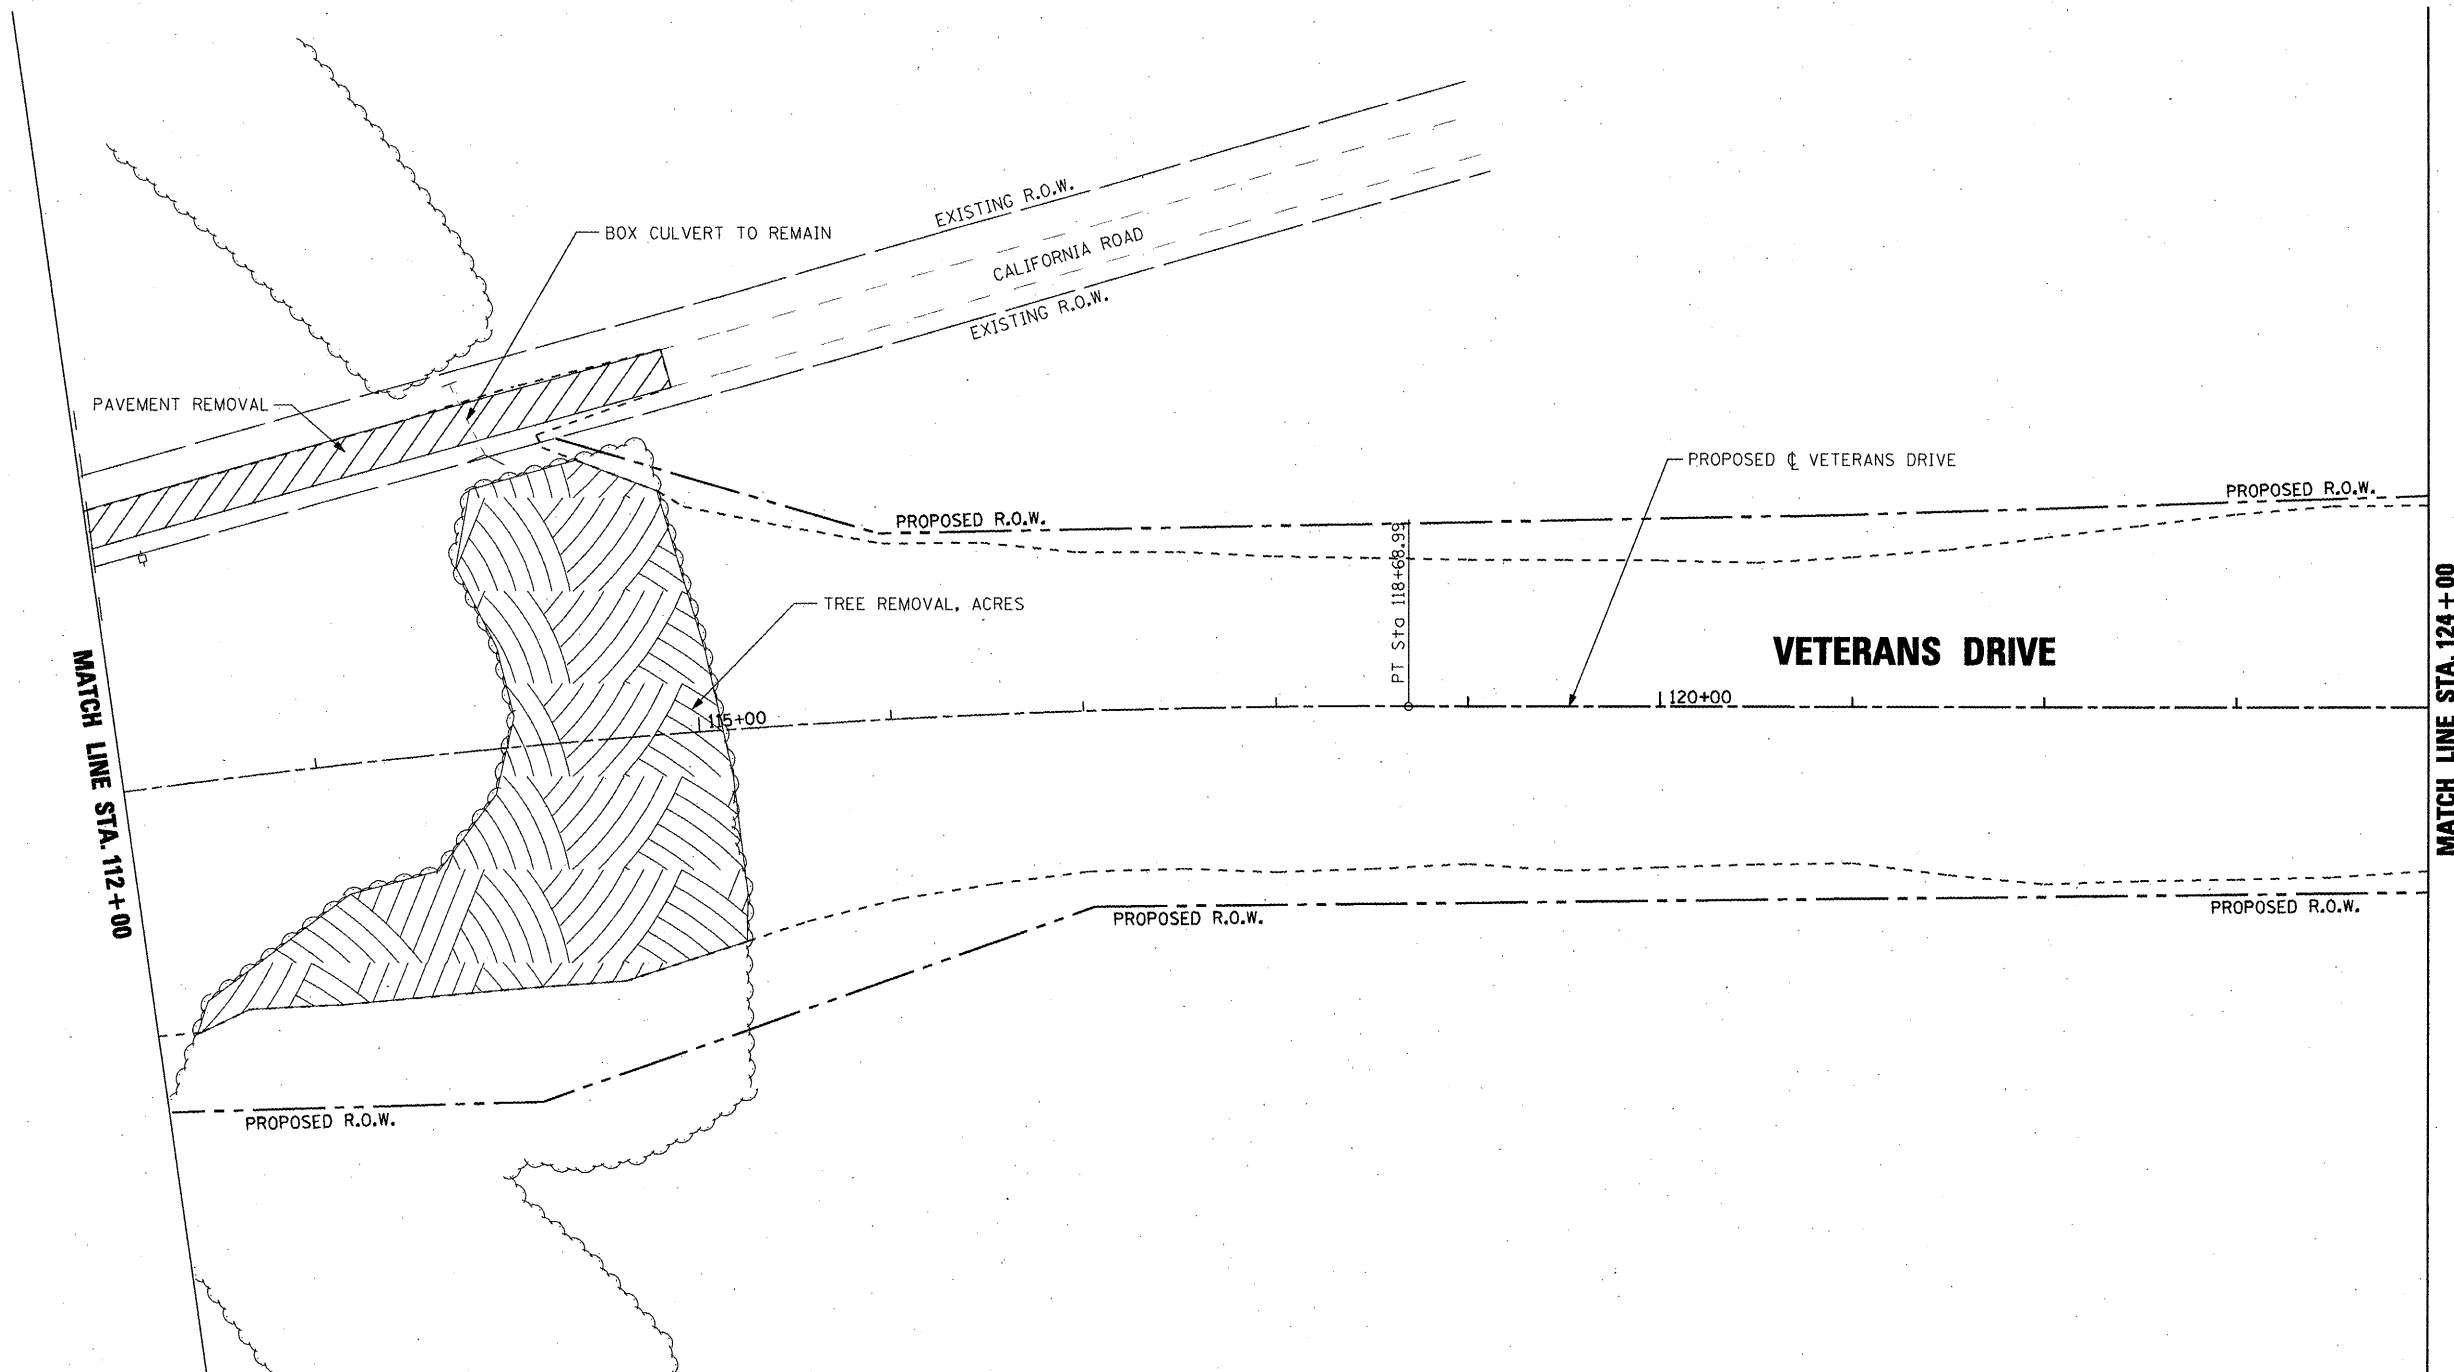 EXISTING R.O.W.
BOX CULVERT TO REMAIN
CALIFORNIA ROAD
EXISTING R.O.W.
PAVEMENT REMOVAL
PROPOSED ℄ VETERANS DRIVE
PROPOSED R.O.W.
PROPOSED R.O.W.
PT Sta 118+68.99
TREE REMOVAL, ACRES
VETERANS DRIVE
MATCH LINE STA. 124+00
MATCH LINE STA. 112+00
115+00
120+00
PROPOSED R.O.W.
PROPOSED R.O.W.
PROPOSED R.O.W.